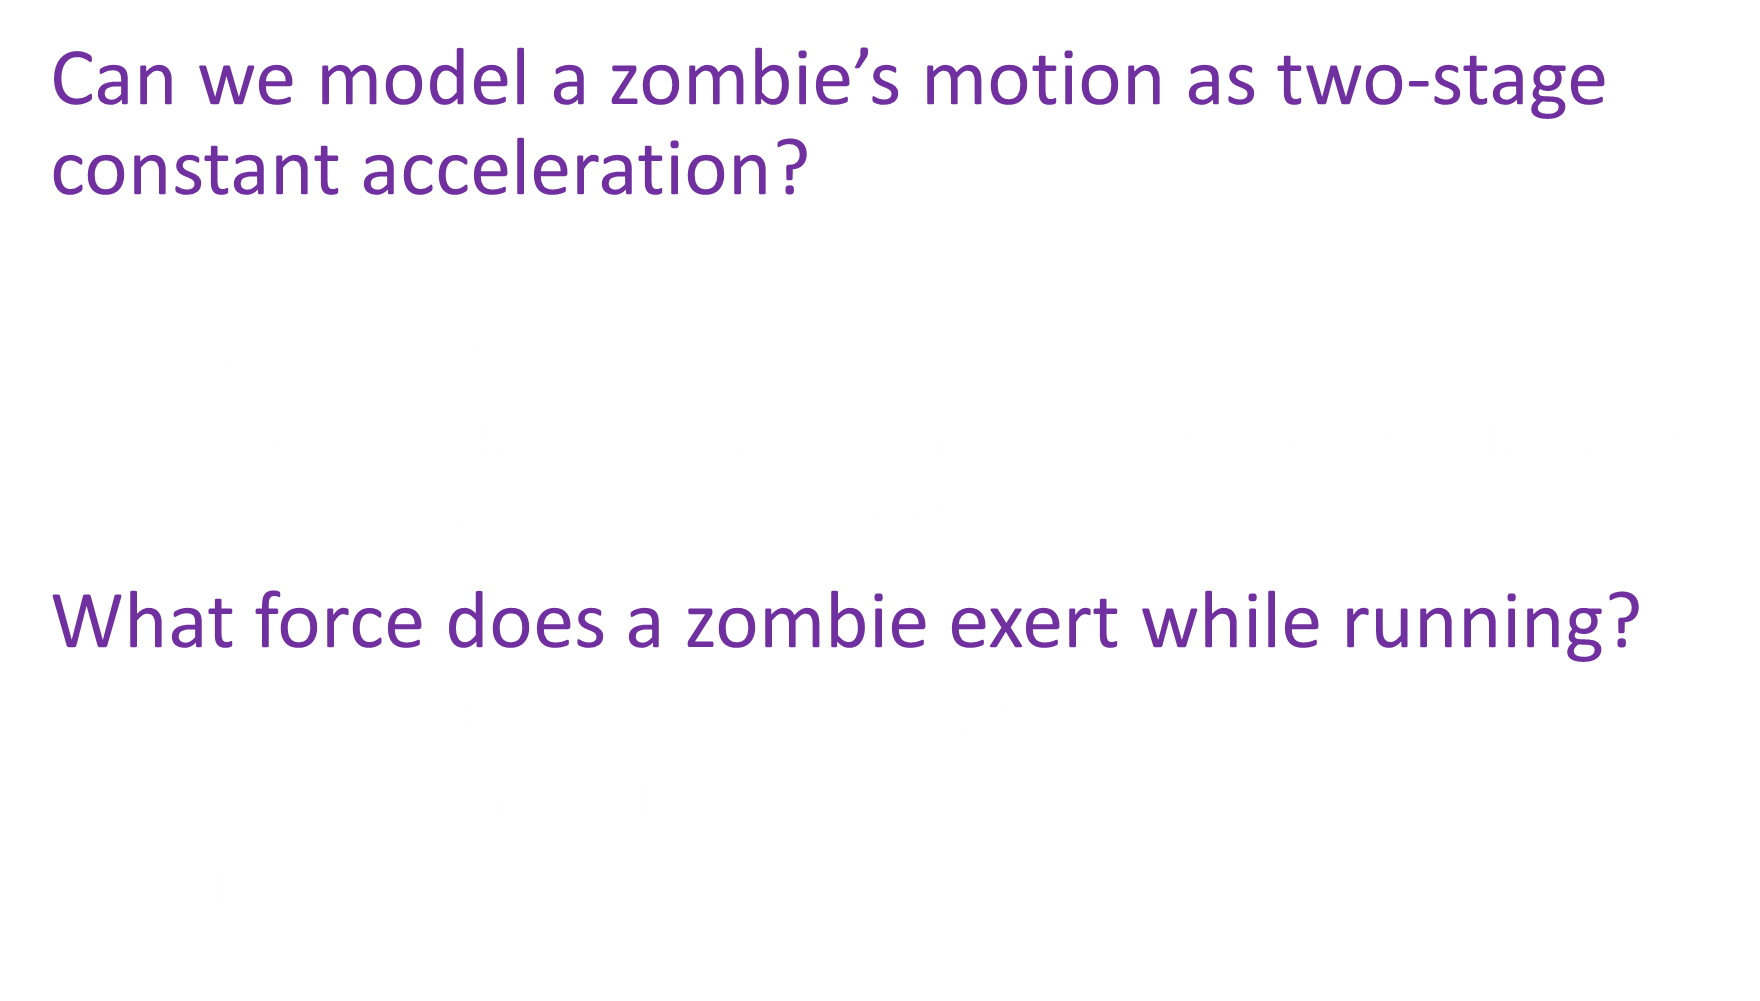 Can we model a zombie’s motion as two-stage
constant acceleration?
What force does a zombie exert while running?